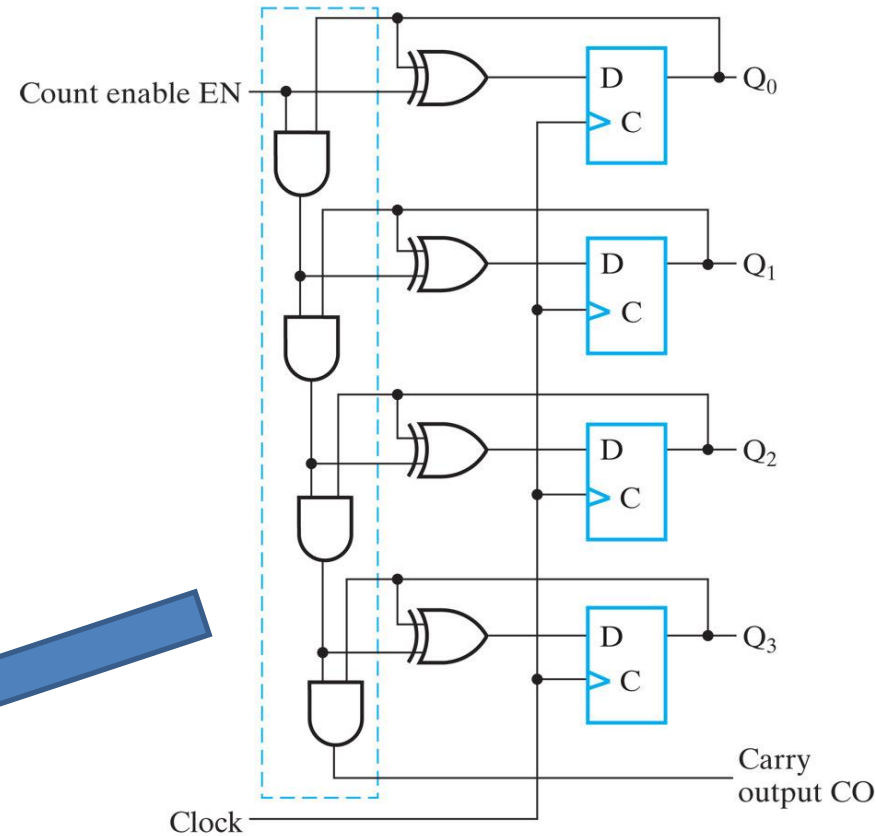 Count enable EN
D
Q₀
C
D
Q₁
C
D
Q₂
C
D
Q₃
C
Carry
output CO
Clock